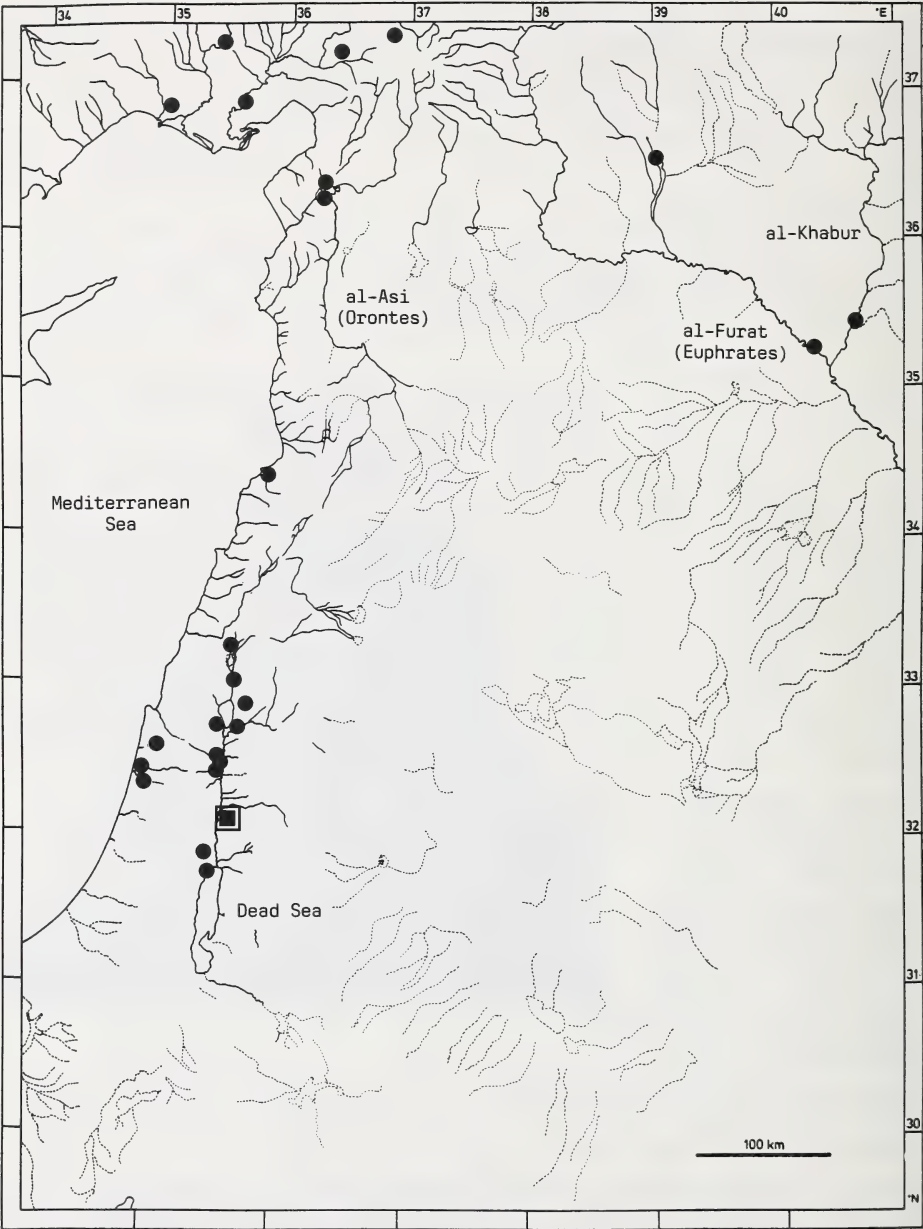 34
35
36
37
38
39
40
°E
37
al-Khabur
36
al-Asi
(Orontes)
al-Furat
(Euphrates)
35
Mediterranean
Sea
34
33
32
Dead Sea
31
30
100 km
°N